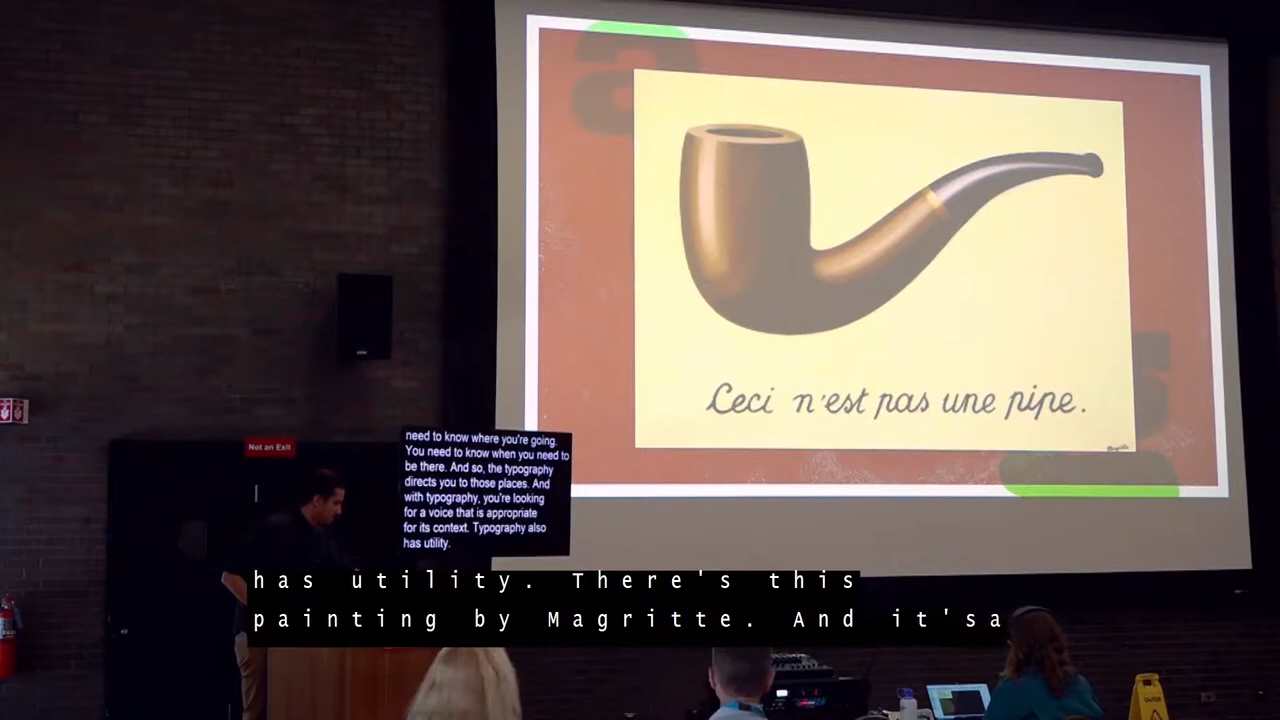 Ceci n'est pas une pipe.
Magritte
Not an Exit
need to know where you're going.
You need to know when you need to
be there. And so, the typography
directs you to those places. And
with typography, you're looking
for a voice that is appropriate
for its context. Typography also
has utility.
has utility. There's this
painting by Magritte. And it'sa
CAUTION